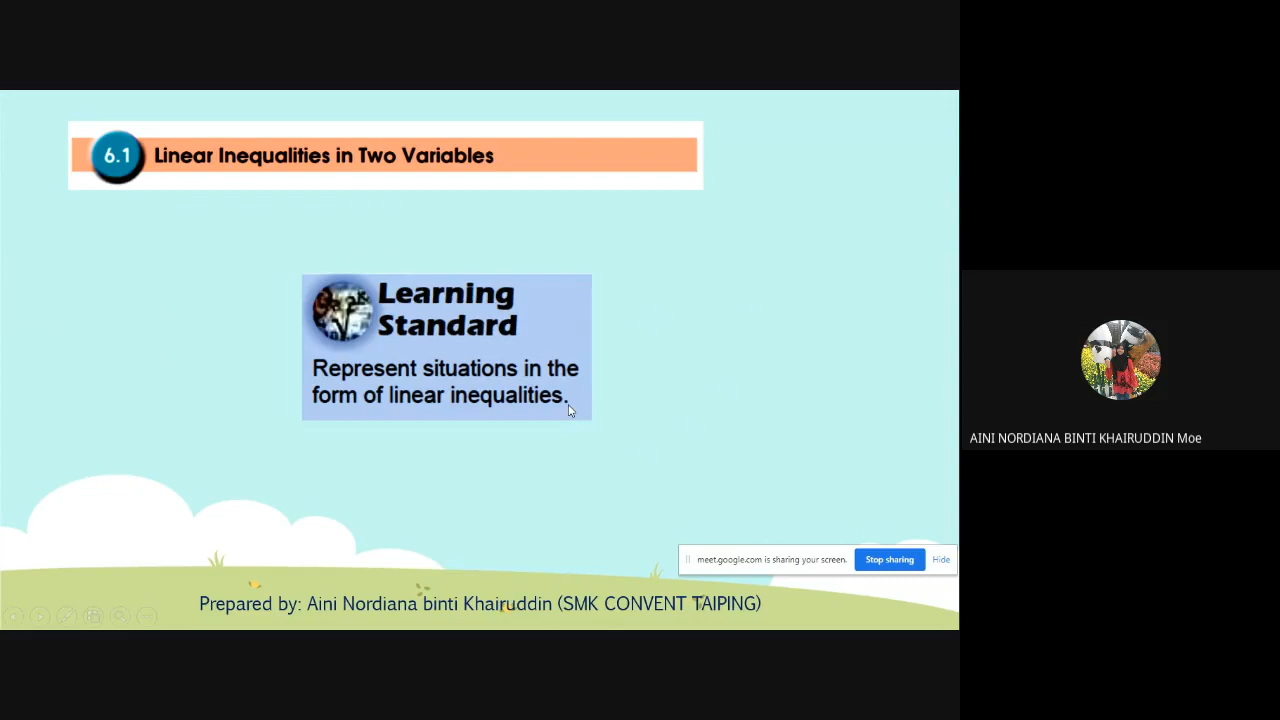 6.1 Linear Inequalities in Two Variables
Learning
Standard
Represent situations in the
form of linear inequalities.
meet.google.com is sharing your screen. Stop sharing Hide
Prepared by: Aini Nordiana binti Khairuddin (SMK CONVENT TAIPING)
AINI NORDIANA BINTI KHAIRUDDIN Moe